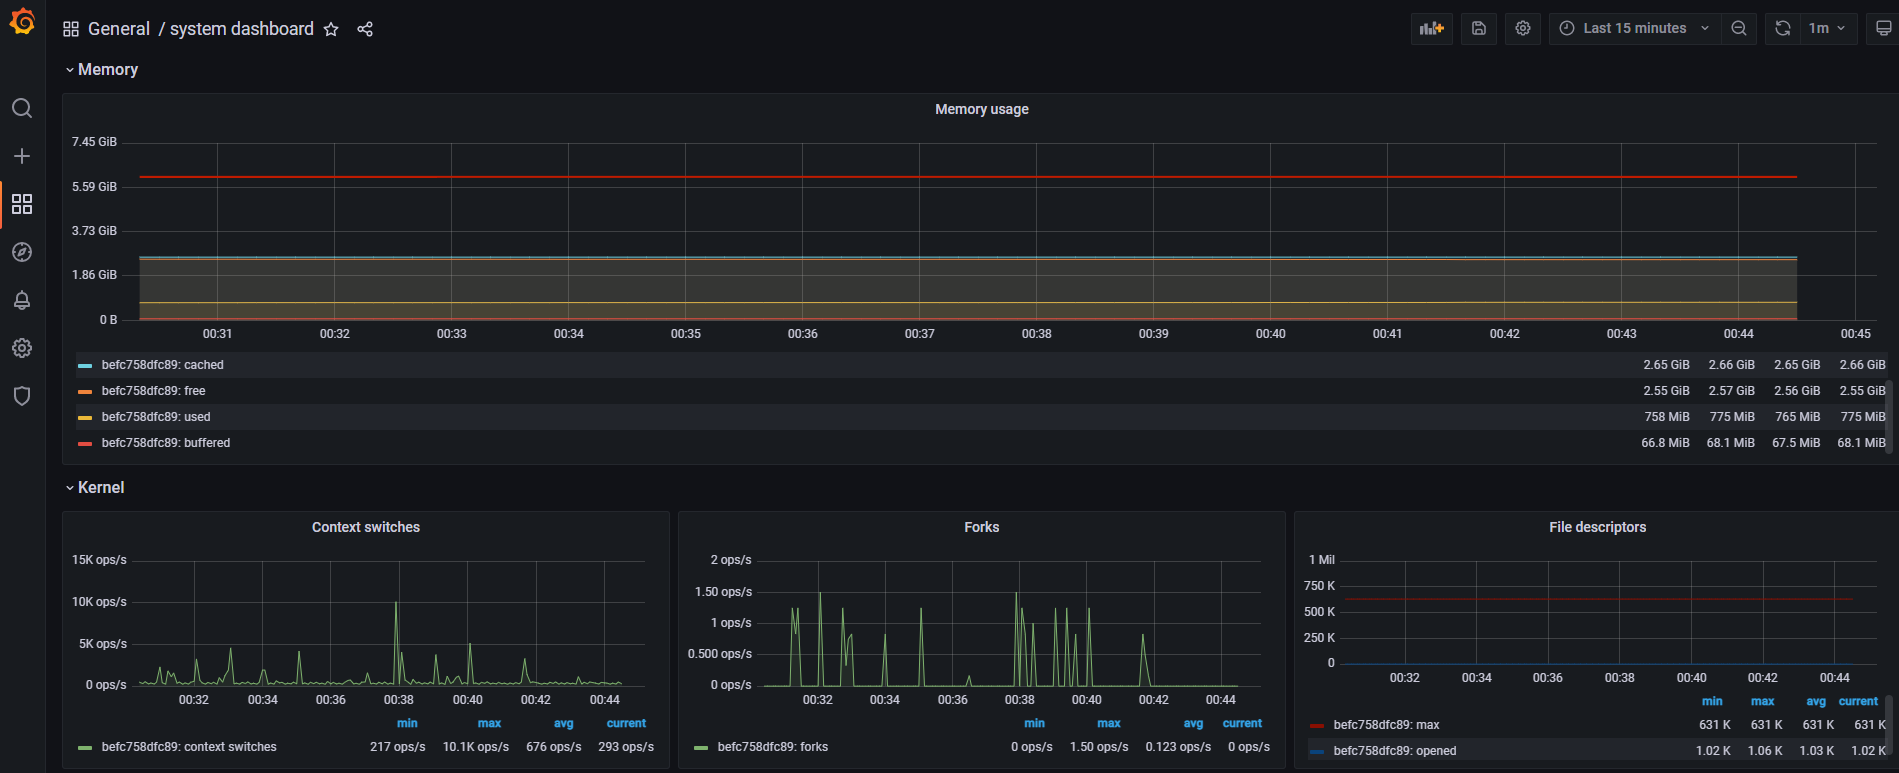 General / system dashboard
Last 15 minutes
1m
Memory
Memory usage
7.45 GiB
5.59 GiB
3.73 GiB
1.86 GiB
0 B
00:31 00:32 00:33 00:34 00:35 00:36 00:37 00:38 00:39 00:40 00:41 00:42 00:43 00:44 00:45
befc758dfc89: cached 2.65 GiB 2.66 GiB 2.65 GiB 2.66 GiB
befc758dfc89: free 2.55 GiB 2.57 GiB 2.56 GiB 2.55 GiB
befc758dfc89: used 758 MiB 775 MiB 765 MiB 775 MiB
befc758dfc89: buffered 66.8 MiB 68.1 MiB 67.5 MiB 68.1 MiB
Kernel
Context switches
15K ops/s
10K ops/s
5K ops/s
0 ops/s
00:32 00:34 00:36 00:38 00:40 00:42 00:44
min max avg current
befc758dfc89: context switches 217 ops/s 10.1K ops/s 676 ops/s 293 ops/s
Forks
2 ops/s
1.50 ops/s
1 ops/s
0.500 ops/s
0 ops/s
00:32 00:34 00:36 00:38 00:40 00:42 00:44
min max avg current
befc758dfc89: forks 0 ops/s 1.50 ops/s 0.123 ops/s 0 ops/s
File descriptors
1 Mil
750 K
500 K
250 K
0
00:32 00:34 00:36 00:38 00:40 00:42 00:44
min max avg current
befc758dfc89: max 631 K 631 K 631 K 631 K
befc758dfc89: opened 1.02 K 1.06 K 1.03 K 1.02 K